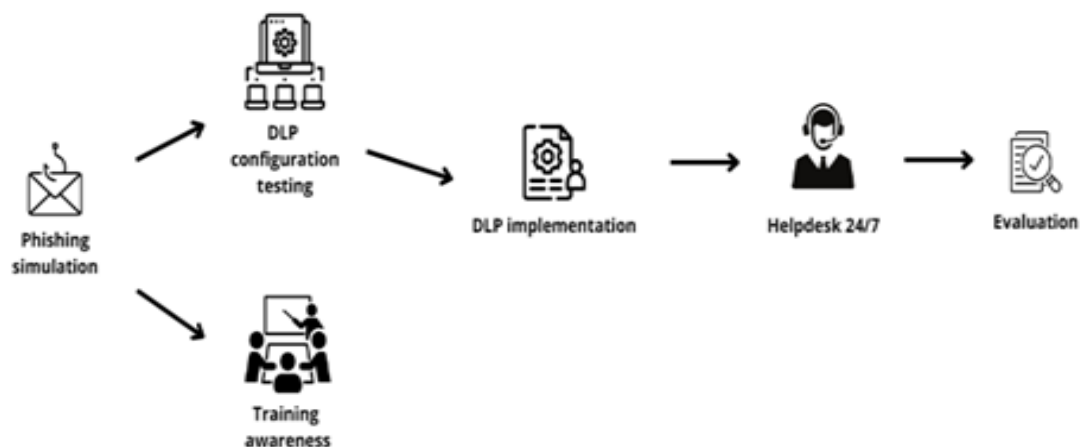 DLP
configuration
testing
Phishing
simulation
DLP implementation
Helpdesk 24/7
Evaluation
Training
awareness